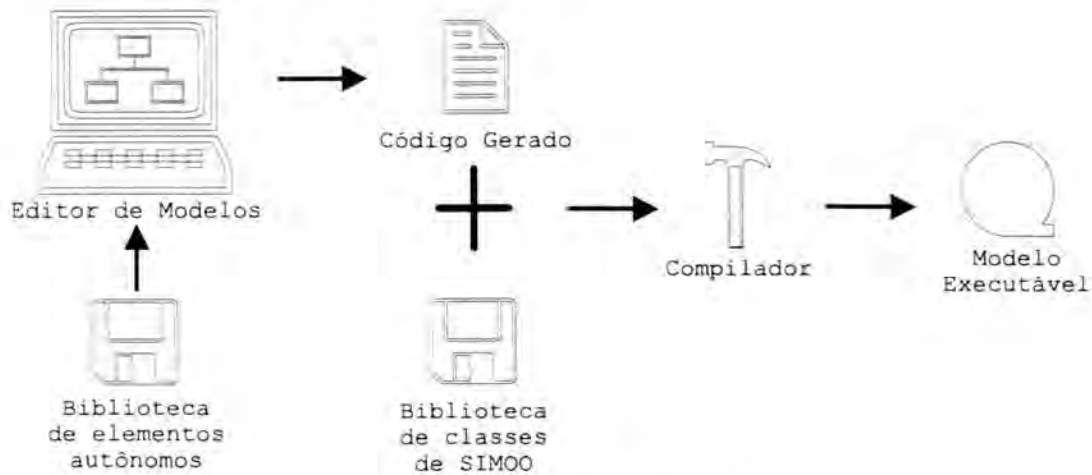 Código Gerado
Editor de Modelos
Compilador
Modelo
Executável
Biblioteca
de elementos
autônomos
Biblioteca
de classes
de SIMOO